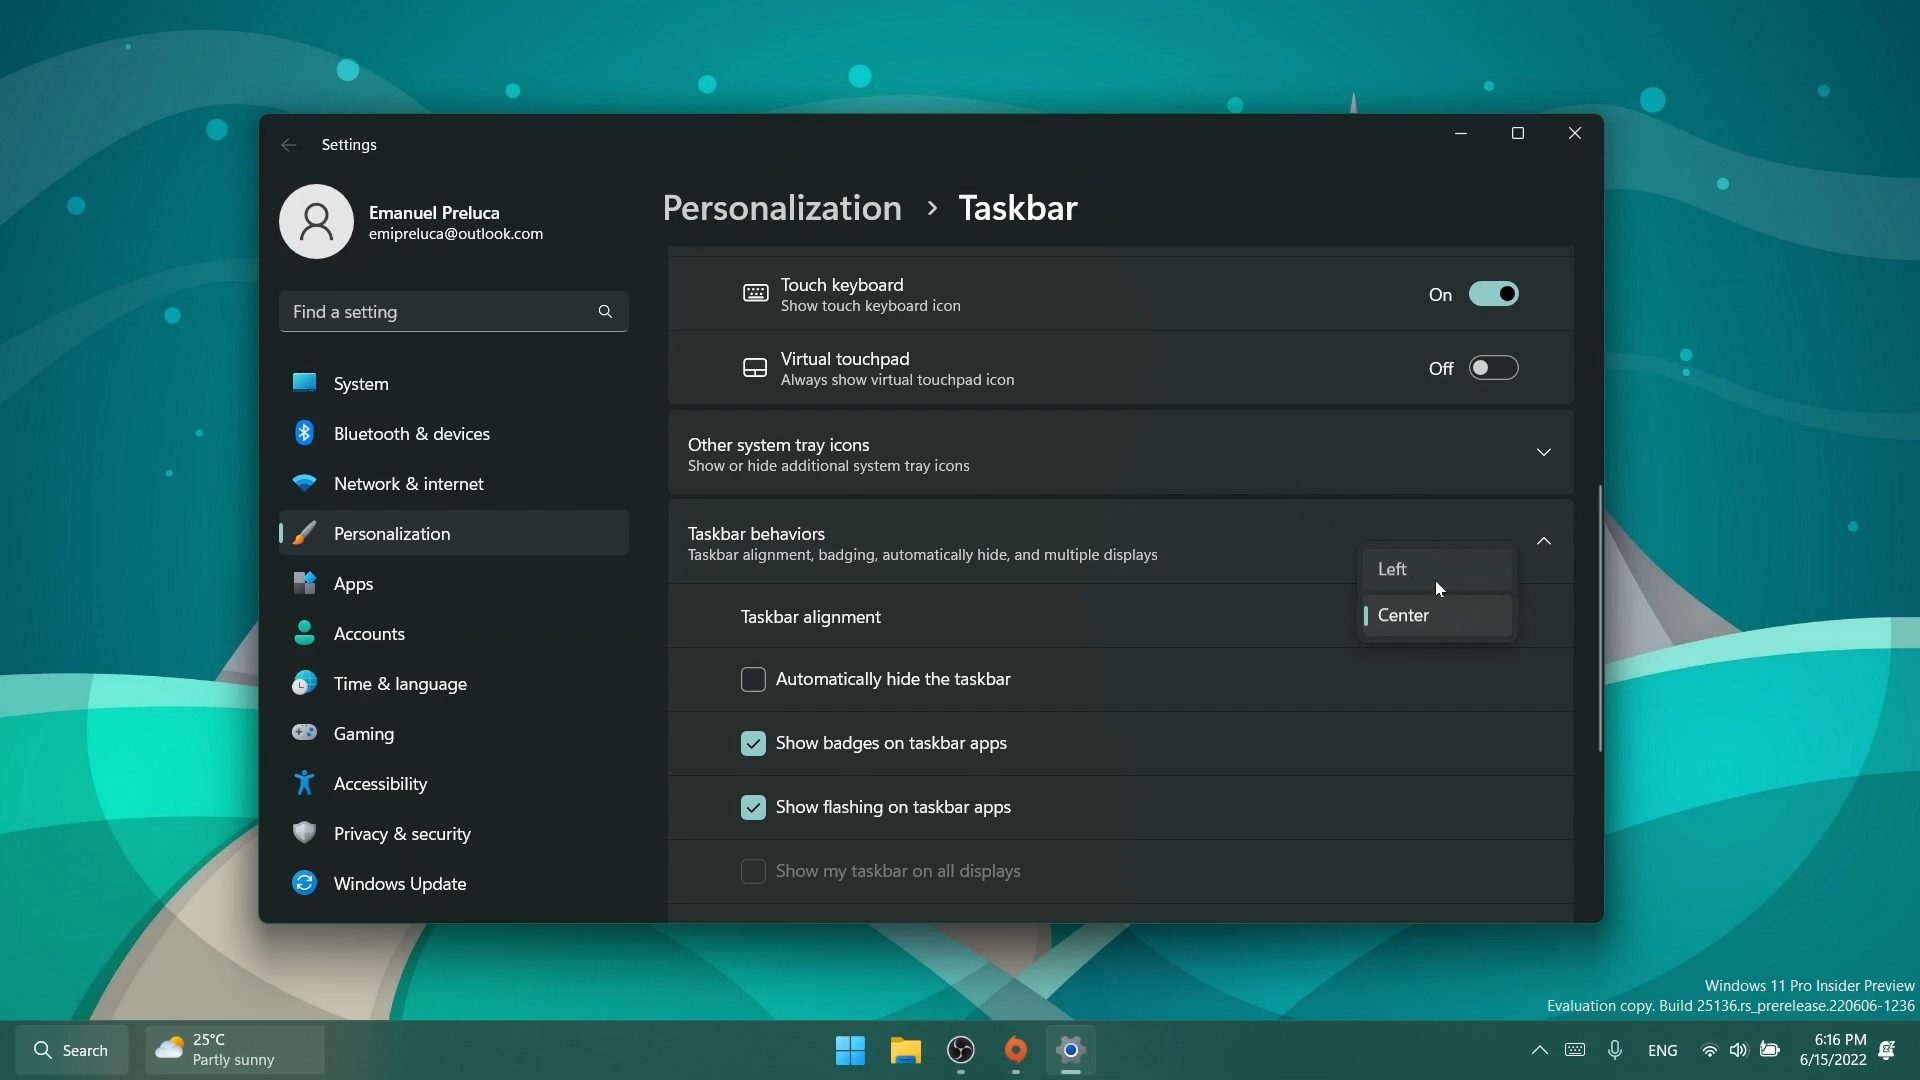 Settings
Emanuel Preluca
emipreluca@outlook.com
Find a setting
System
Bluetooth & devices
Network & internet
Personalization
Apps
Accounts
Time & language
Gaming
Accessibility
Privacy & security
Windows Update
Personalization > Taskbar
Touch keyboard
Show touch keyboard icon
On
Virtual touchpad
Always show virtual touchpad icon
Off
Other system tray icons
Show or hide additional system tray icons
Taskbar behaviors
Taskbar alignment, badging, automatically hide, and multiple displays
Left
Center
Taskbar alignment
Automatically hide the taskbar
Show badges on taskbar apps
Show flashing on taskbar apps
Show my taskbar on all displays
Windows 11 Pro Insider Preview
Evaluation copy. Build 25136.rs_prerelease.220606-1236
Search
25°C
Partly sunny
ENG
6:16 PM
6/15/2022